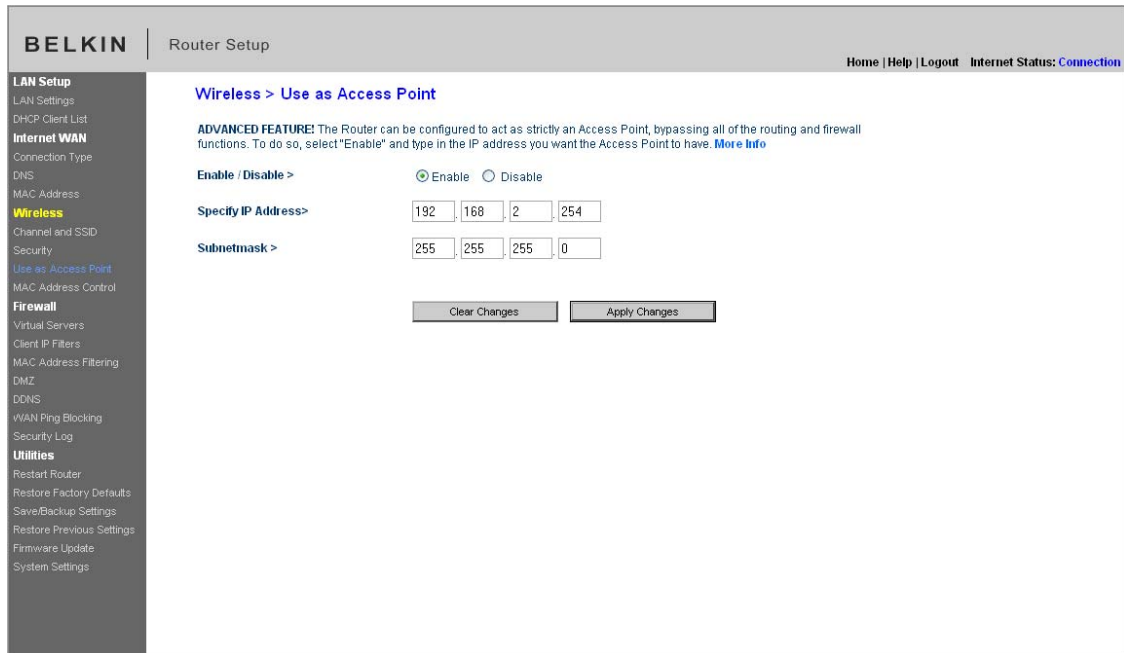 BELKIN | Router Setup
Home | Help | Logout Internet Status: Connection
LAN Setup
LAN Settings
DHCP Client List
Internet WAN
Connection Type
DNS
MAC Address
Wireless
Channel and SSID
Security
Use as Access Point
MAC Address Control
Firewall
Virtual Servers
Client IP Filters
MAC Address Filtering
DMZ
DDNS
WAN Ping Blocking
Security Log
Utilities
Restart Router
Restore Factory Defaults
Save/Backup Settings
Restore Previous Settings
Firmware Update
System Settings
Wireless > Use as Access Point
ADVANCED FEATURE! The Router can be configured to act as strictly an Access Point, bypassing all of the routing and firewall
functions. To do so, select "Enable" and type in the IP address you want the Access Point to have. More Info
Enable / Disable > Enable Disable
Specify IP Address> 192 . 168 . 2 . 254
Subnetmask > 255 . 255 . 255 . 0
Clear Changes Apply Changes